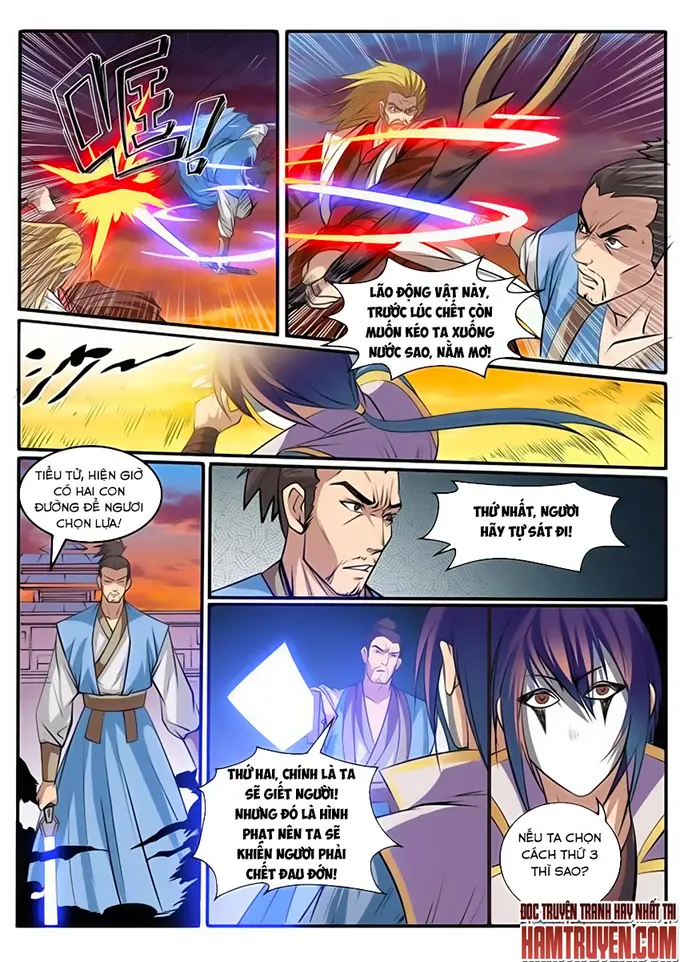 哐!
LÃO ĐỘNG VẬT NÀY,
TRƯỚC LÚC CHẾT CÒN
MUỐN KÉO TA XUỐNG
NƯỚC SAO, NẰM MƠ!
TIỂU TỬ, HIỆN GIỜ
CÓ HAI CON
ĐƯỜNG ĐỂ NGƯƠI
CHỌN LỰA!
THỨ NHẤT, NGƯƠI
HÃY TỰ SÁT ĐI!
THỨ HAI, CHÍNH LÀ TA
SẼ GIẾT NGƯƠI!
NHƯNG ĐÓ LÀ HÌNH
PHẠT NÊN TA SẼ
KHIẾN NGƯƠI PHẢI
CHẾT ĐAU ĐỚN!
NẾU TA CHỌN
CÁCH THỨ 3
THÌ SAO?
ĐỌC TRUYỆN TRANH HAY NHẤT TẠI
HAMTRUYEN.COM